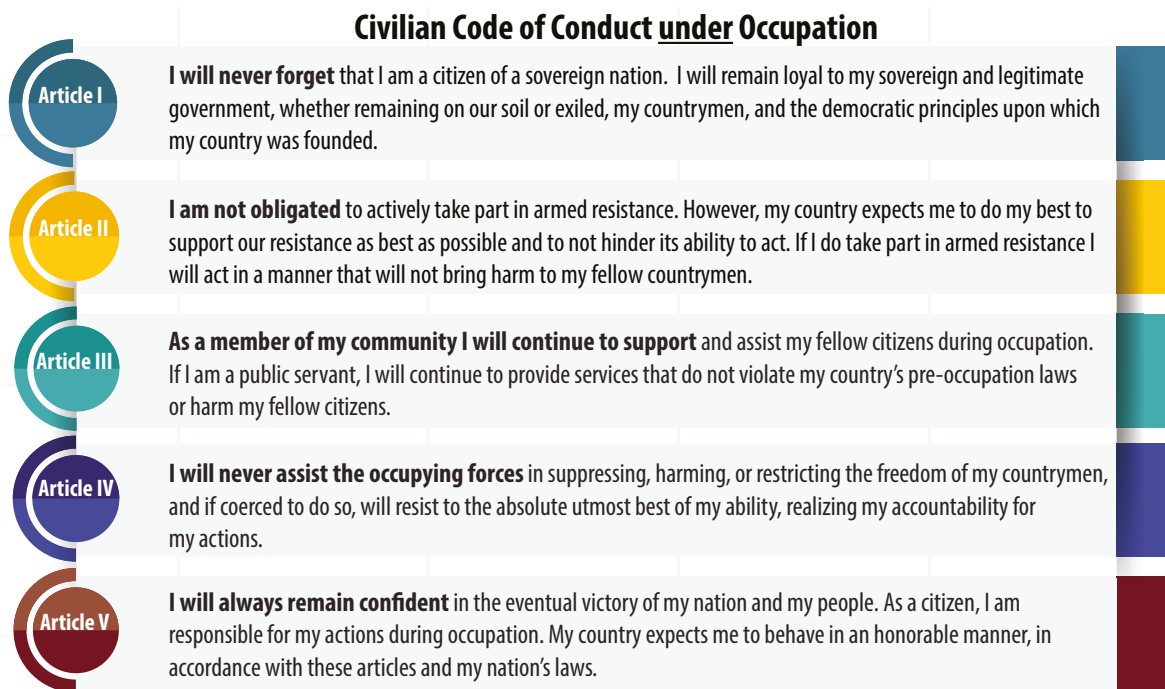 Civilian Code of Conduct under Occupation
Article I
I will never forget that I am a citizen of a sovereign nation. I will remain loyal to my sovereign and legitimate
government, whether remaining on our soil or exiled, my countrymen, and the democratic principles upon which
my country was founded.
Article II
I am not obligated to actively take part in armed resistance. However, my country expects me to do my best to
support our resistance as best as possible and to not hinder its ability to act. If I do take part in armed resistance I
will act in a manner that will not bring harm to my fellow countrymen.
Article III
As a member of my community I will continue to support and assist my fellow citizens during occupation.
If I am a public servant, I will continue to provide services that do not violate my country's pre-occupation laws
or harm my fellow citizens.
Article IV
I will never assist the occupying forces in suppressing, harming, or restricting the freedom of my countrymen,
and if coerced to do so, will resist to the absolute utmost best of my ability, realizing my accountability for
my actions.
Article V
I will always remain confident in the eventual victory of my nation and my people. As a citizen, I am
responsible for my actions during occupation. My country expects me to behave in an honorable manner, in
accordance with these articles and my nation's laws.